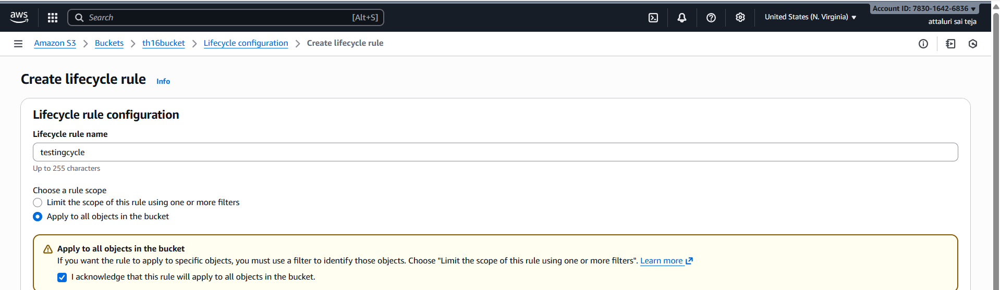 aws
Search [Alt+S]
United States (N. Virginia)
Account ID: 7830-1642-6836
attaluri sai teja
Amazon S3 > Buckets > th16bucket > Lifecycle configuration > Create lifecycle rule
Create lifecycle rule Info
Lifecycle rule configuration
Lifecycle rule name
testingcycle
Up to 255 characters
Choose a rule scope
Limit the scope of this rule using one or more filters
Apply to all objects in the bucket
Apply to all objects in the bucket
If you want the rule to apply to specific objects, you must use a filter to identify those objects. Choose "Limit the scope of this rule using one or more filters". Learn more
I acknowledge that this rule will apply to all objects in the bucket.